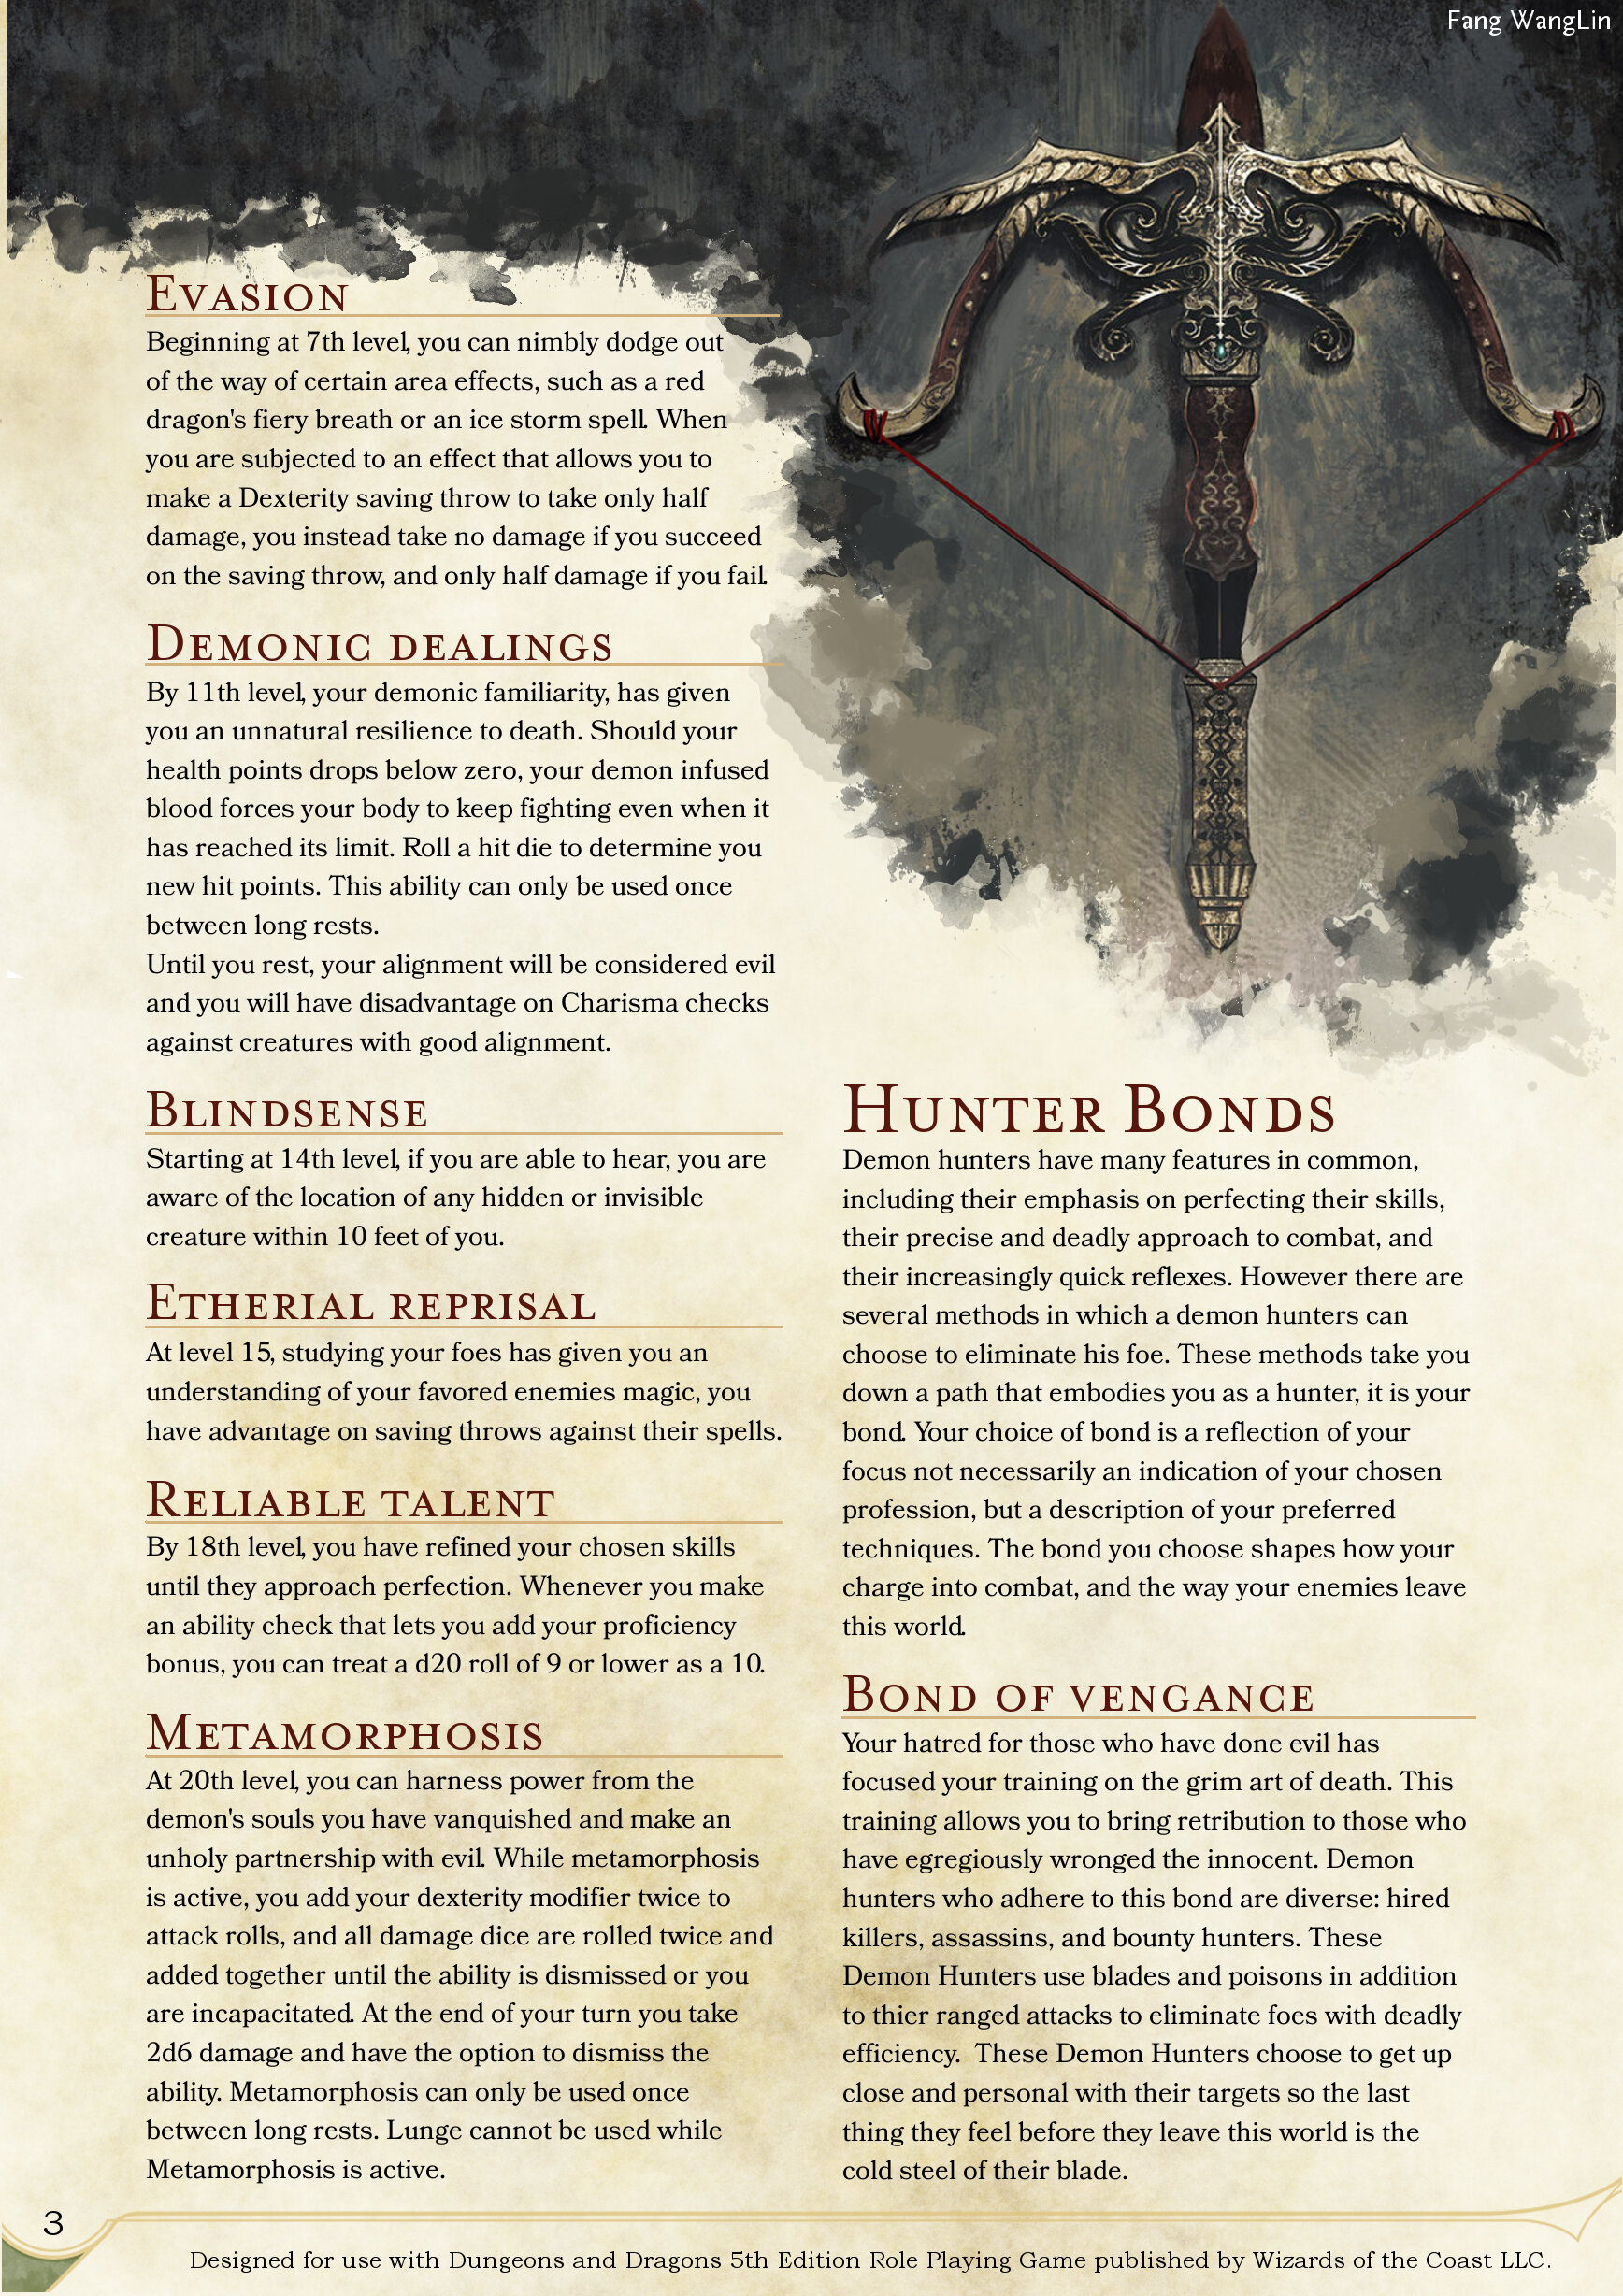 Fang WangLin
Evasion
Beginning at 7th level, you can nimbly dodge out
of the way of certain area effects, such as a red
dragon's fiery breath or an ice storm spell. When
you are subjected to an effect that allows you to
make a Dexterity saving throw to take only half
damage, you instead take no damage if you succeed
on the saving throw, and only half damage if you fail.
Demonic dealings
By 11th level, your demonic familiarity, has given
you an unnatural resilience to death. Should your
health points drops below zero, your demon infused
blood forces your body to keep fighting even when it
has reached its limit. Roll a hit die to determine you
new hit points. This ability can only be used once
between long rests.
Until you rest, your alignment will be considered evil
and you will have disadvantage on Charisma checks
against creatures with good alignment.
Blindsense
Starting at 14th level, if you are able to hear, you are
aware of the location of any hidden or invisible
creature within 10 feet of you.
Etherial reprisal
At level 15, studying your foes has given you an
understanding of your favored enemies magic, you
have advantage on saving throws against their spells.
Reliable talent
By 18th level, you have refined your chosen skills
until they approach perfection. Whenever you make
an ability check that lets you add your proficiency
bonus, you can treat a d20 roll of 9 or lower as a 10.
Metamorphosis
At 20th level, you can harness power from the
demon's souls you have vanquished and make an
unholy partnership with evil. While metamorphosis
is active, you add your dexterity modifier twice to
attack rolls, and all damage dice are rolled twice and
added together until the ability is dismissed or you
are incapacitated. At the end of your turn you take
2d6 damage and have the option to dismiss the
ability. Metamorphosis can only be used once
between long rests. Lunge cannot be used while
Metamorphosis is active.
Hunter Bonds
Demon hunters have many features in common,
including their emphasis on perfecting their skills,
their precise and deadly approach to combat, and
their increasingly quick reflexes. However there are
several methods in which a demon hunters can
choose to eliminate his foe. These methods take you
down a path that embodies you as a hunter, it is your
bond. Your choice of bond is a reflection of your
focus not necessarily an indication of your chosen
profession, but a description of your preferred
techniques. The bond you choose shapes how your
charge into combat, and the way your enemies leave
this world.
Bond of vengance
Your hatred for those who have done evil has
focused your training on the grim art of death. This
training allows you to bring retribution to those who
have egregiously wronged the innocent. Demon
hunters who adhere to this bond are diverse: hired
killers, assassins, and bounty hunters. These
Demon Hunters use blades and poisons in addition
to thier ranged attacks to eliminate foes with deadly
efficiency.  These Demon Hunters choose to get up
close and personal with their targets so the last
thing they feel before they leave this world is the
cold steel of their blade.
3
Designed for use with Dungeons and Dragons 5th Edition Role Playing Game published by Wizards of the Coast LLC.